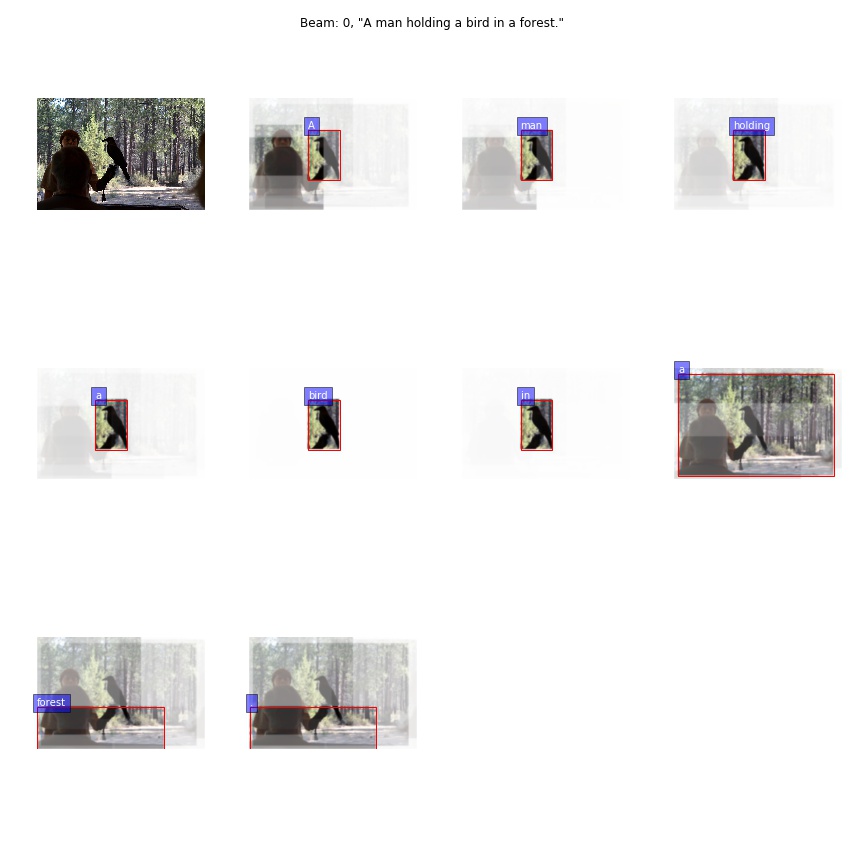 Beam: 0, "A man holding a bird in a forest."
A
man
holding
a
bird
in
a
forest